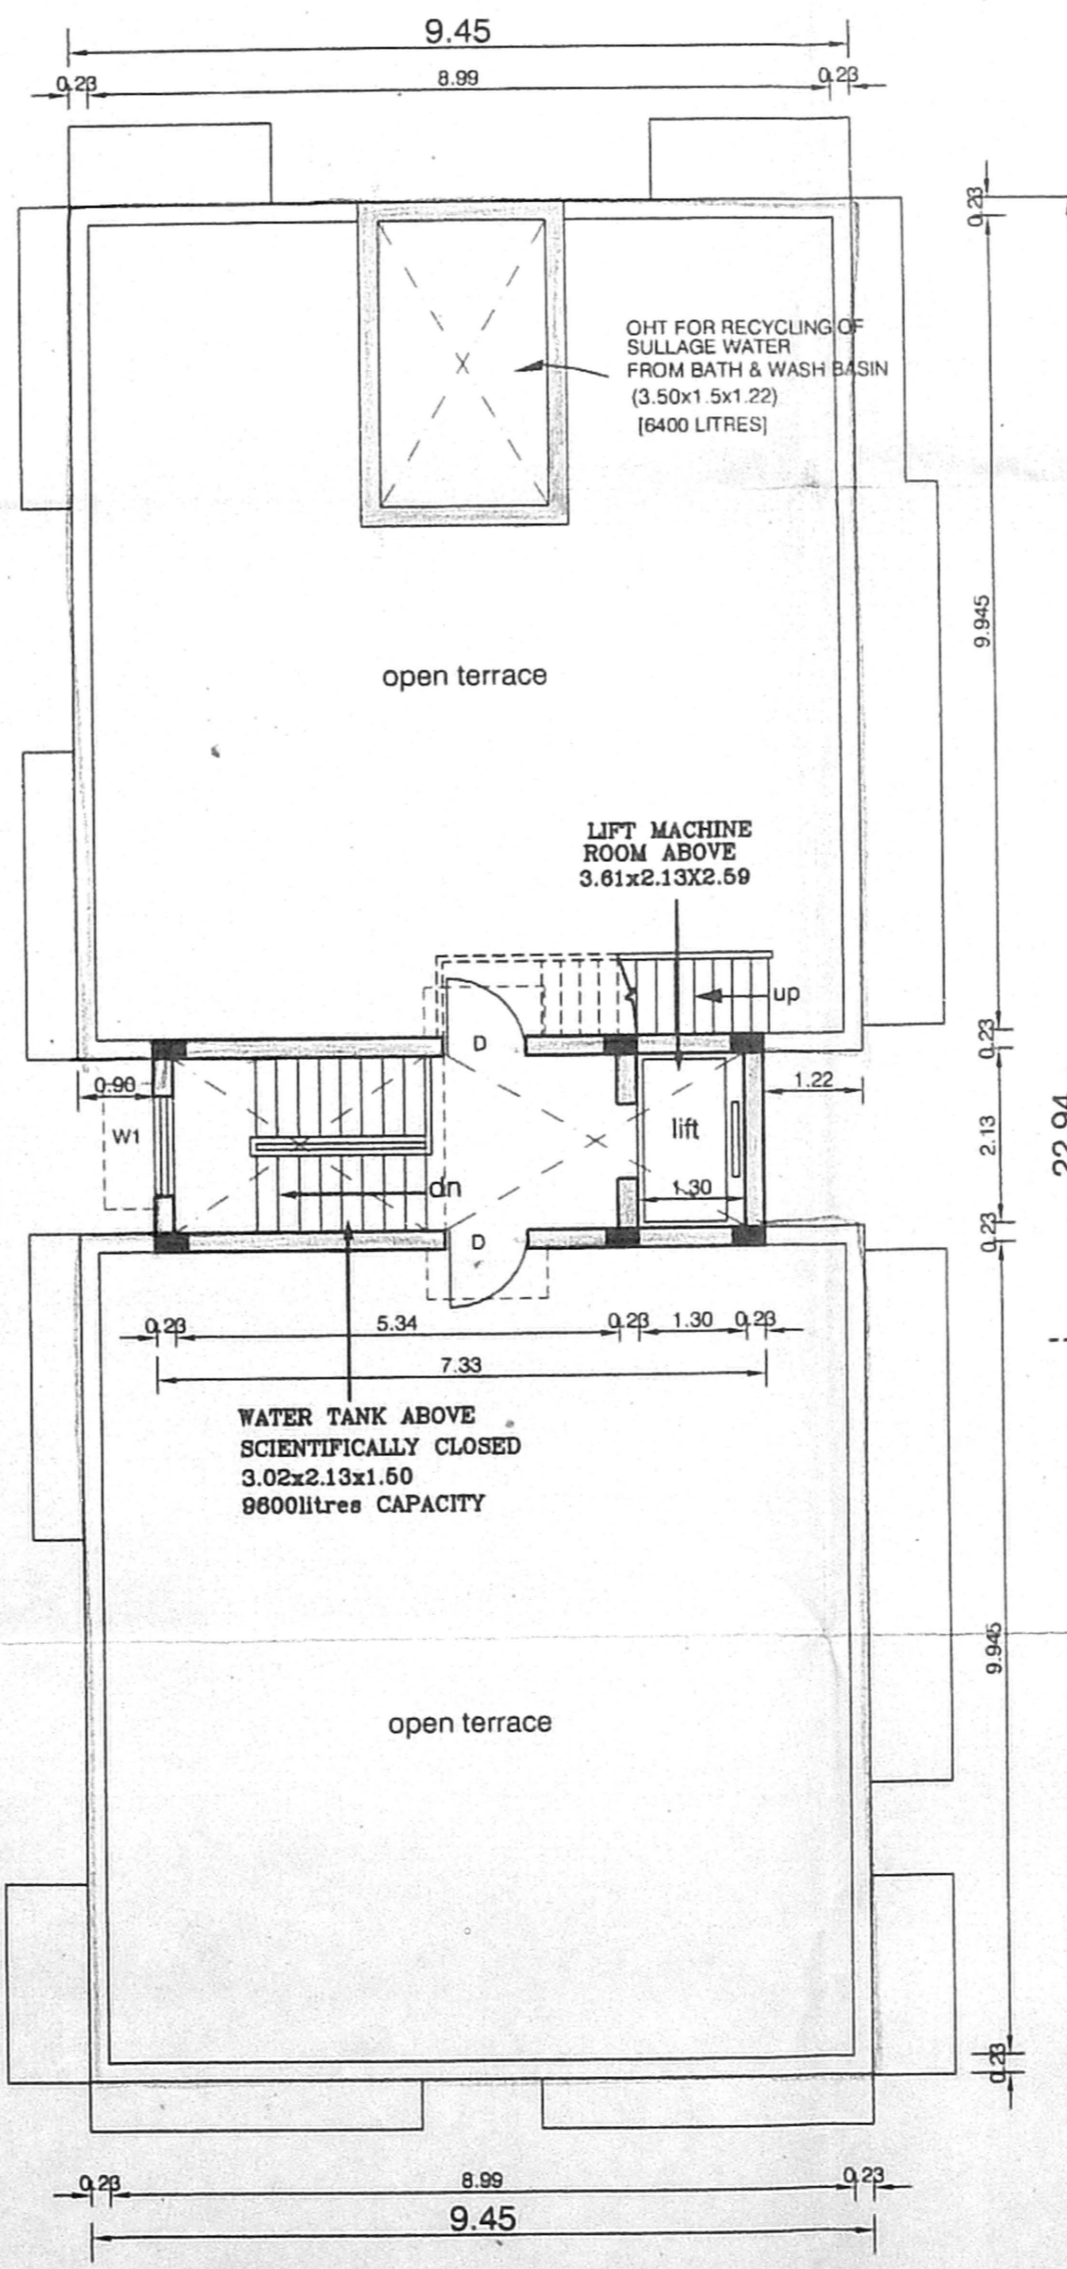 9.45
0.23 8.99 0.23
0.23
OHT FOR RECYCLING OF
SULLAGE WATER
FROM BATH & WASH BASIN
(3.50x1.5x1.22)
[6400 LITRES]
9.945
open terrace
LIFT MACHINE
ROOM ABOVE
3.61x2.13X2.59
up
D
0.23
0.90
1.22
W1
lift
2.13
22.94
dn
1.30
D
0.23
0.23 5.34 0.23 1.30 0.23
7.33
WATER TANK ABOVE
SCIENTIFICALLY CLOSED
3.02x2.13x1.50
9600litres CAPACITY
9.945
open terrace
0.23
0.23 8.99 0.23
9.45